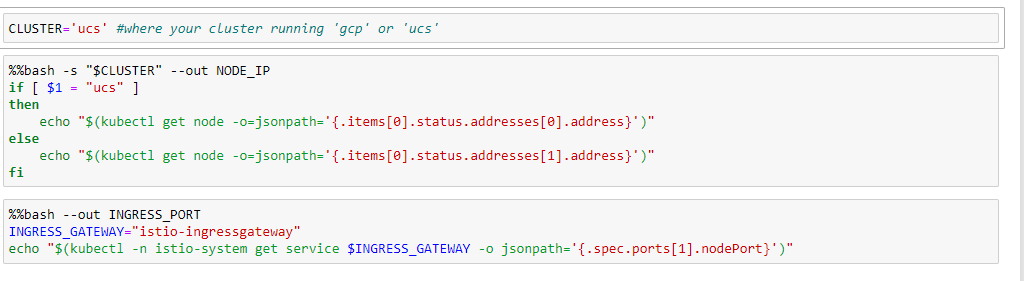 CLUSTER='ucs' #where your cluster running 'gcp' or 'ucs'
%%bash -s "$CLUSTER" --out NODE_IP
if [ $1 = "ucs" ]
then
    echo "$(kubectl get node -o=jsonpath='{.items[0].status.addresses[0].address}')"
else
    echo "$(kubectl get node -o=jsonpath='{.items[0].status.addresses[1].address}')"
fi
%%bash --out INGRESS_PORT
INGRESS_GATEWAY="istio-ingressgateway"
echo "$(kubectl -n istio-system get service $INGRESS_GATEWAY -o jsonpath='{.spec.ports[1].nodePort}')"